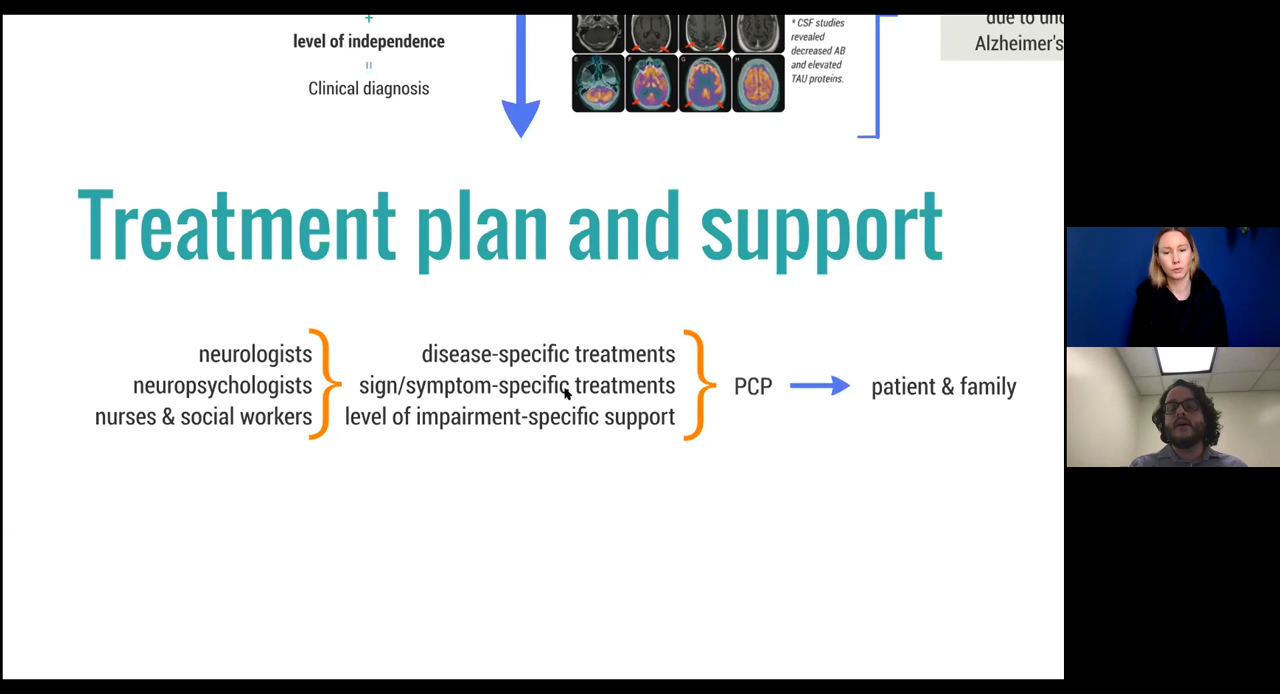 +
level of independence
=
Clinical diagnosis
E
F
G
H
* CSF studies
revealed
decreased AB
and elevated
TAU proteins.
due to
Alzheimer's
Treatment plan and support
neurologists
neuropsychologists
nurses & social workers
disease-specific treatments
sign/symptom-specific treatments
level of impairment-specific support
PCP
patient & family